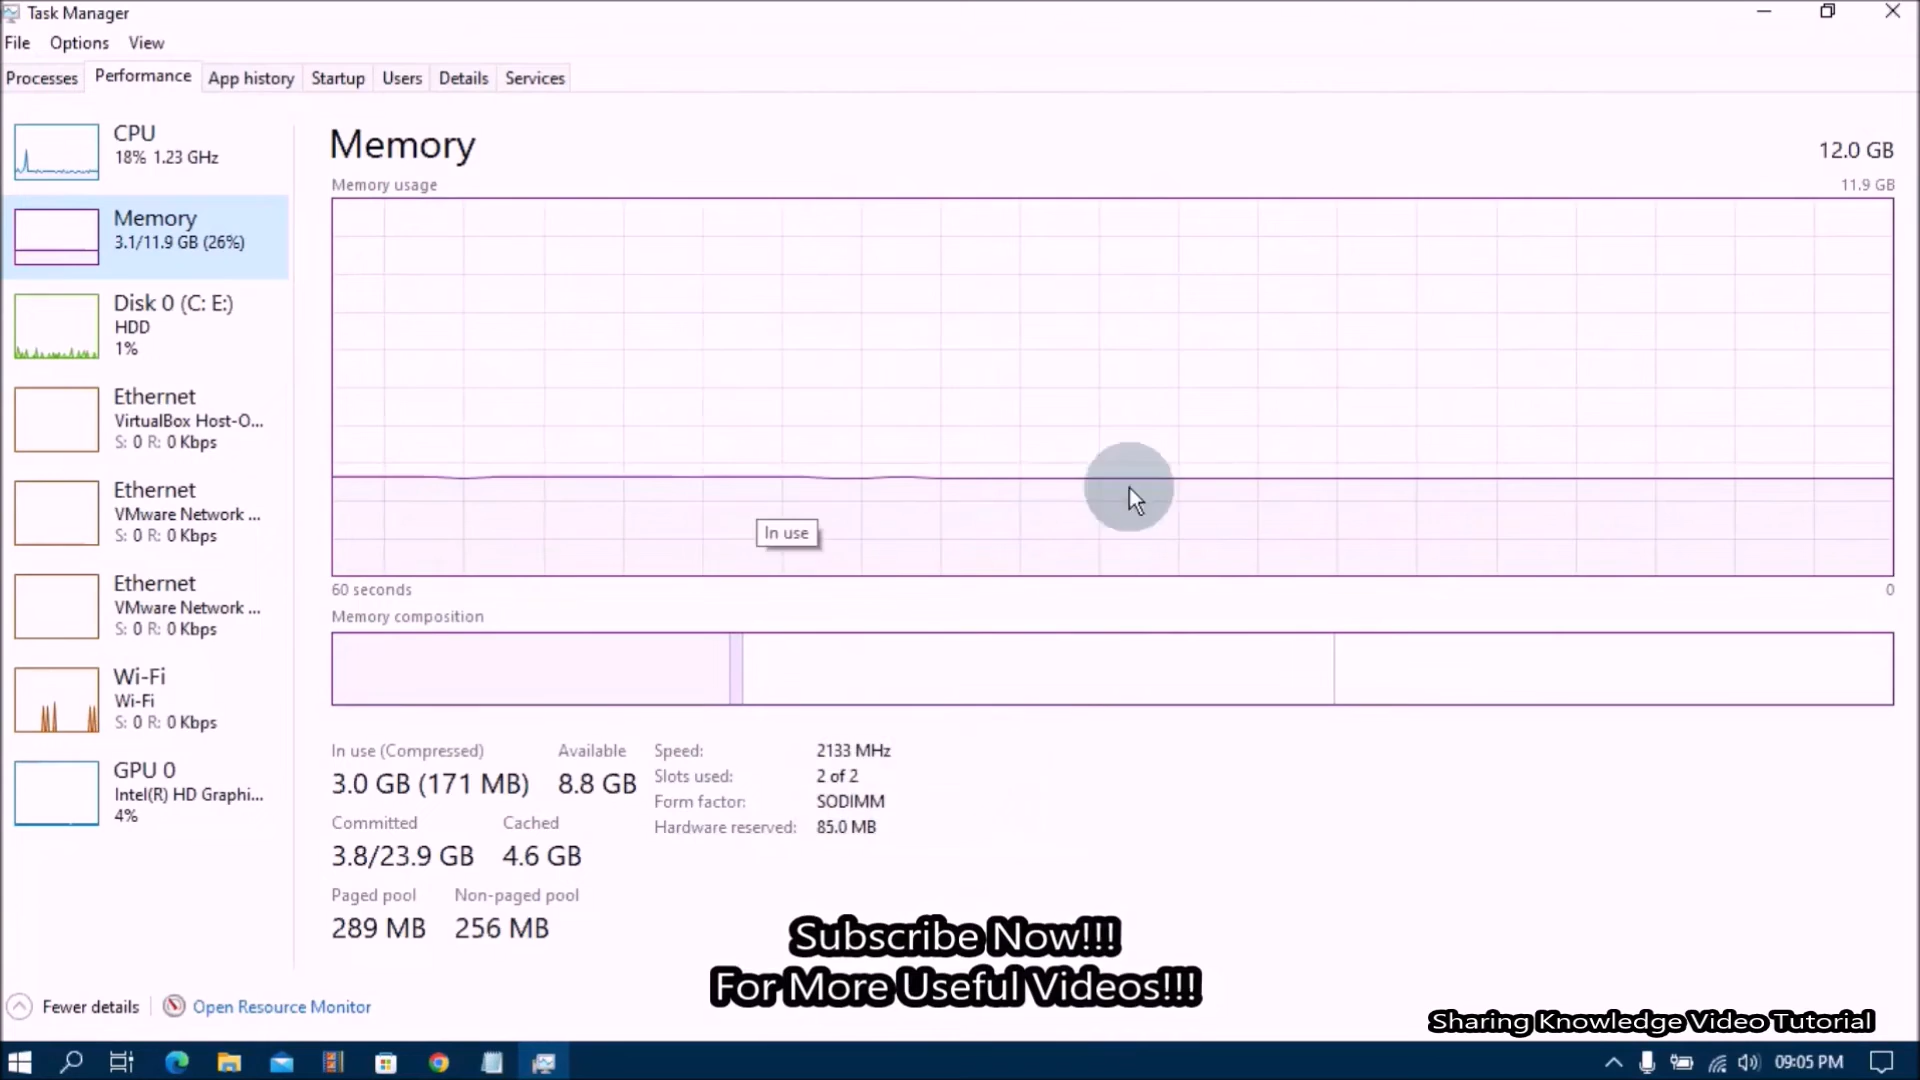 Task Manager
File Options View
Processes Performance App history Startup Users Details Services
CPU
18% 1.23 GHz
Memory
3.1/11.9 GB (26%)
Disk 0 (C: E:)
HDD
1%
Ethernet
VirtualBox Host-O...
S: 0 R: 0 Kbps
Ethernet
VMware Network ...
S: 0 R: 0 Kbps
Ethernet
VMware Network ...
S: 0 R: 0 Kbps
Wi-Fi
Wi-Fi
S: 0 R: 0 Kbps
GPU 0
Intel(R) HD Graphi...
4%
Memory 12.0 GB
Memory usage 11.9 GB
In use
60 seconds 0
Memory composition
In use (Compressed) Available
3.0 GB (171 MB) 8.8 GB
Committed Cached
3.8/23.9 GB 4.6 GB
Paged pool Non-paged pool
289 MB 256 MB
Speed: 2133 MHz
Slots used: 2 of 2
Form factor: SODIMM
Hardware reserved: 85.0 MB
Subscribe Now!!!
For More Useful Videos!!!
Fewer details Open Resource Monitor
Sharing Knowledge Video Tutorial
09:05 PM